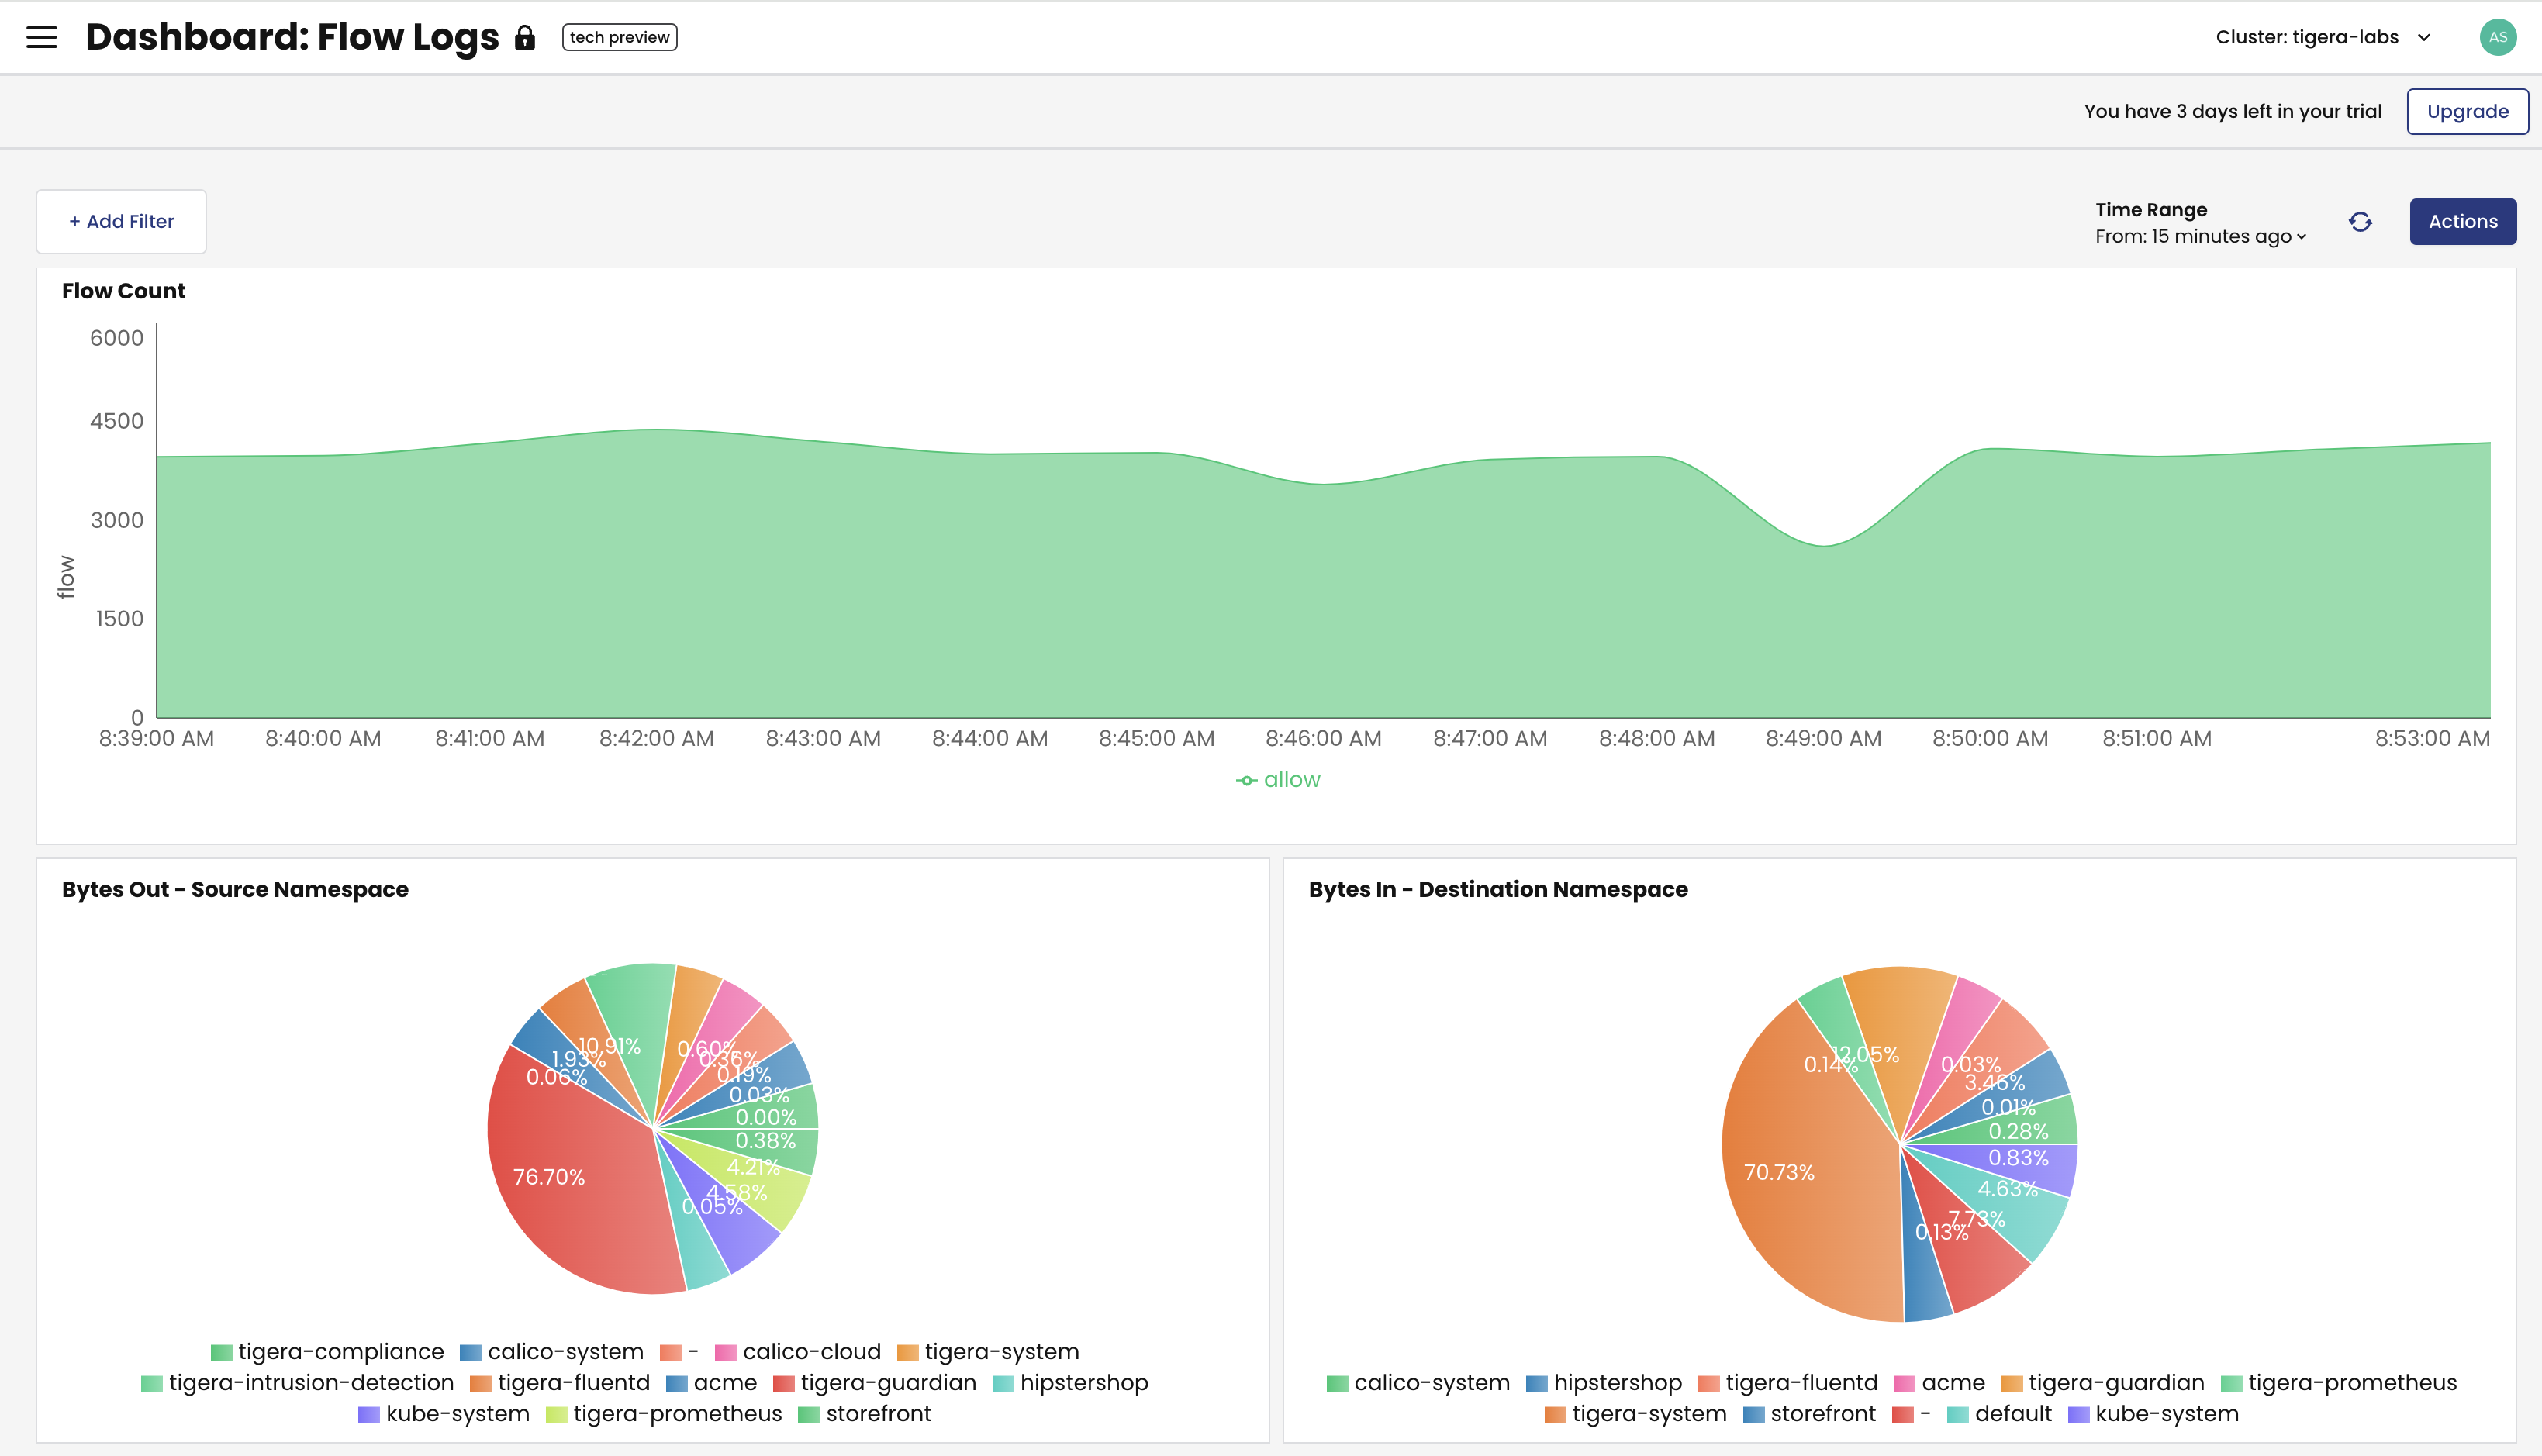 Dashboard: Flow Logs tech preview Cluster: tigera-labs AS
You have 3 days left in your trial Upgrade
+ Add Filter
Time Range
From: 15 minutes ago
Actions
Flow Count
6000
4500
3000
1500
0
flow
8:39:00 AM 8:40:00 AM 8:41:00 AM 8:42:00 AM 8:43:00 AM 8:44:00 AM 8:45:00 AM 8:46:00 AM 8:47:00 AM 8:48:00 AM 8:49:00 AM 8:50:00 AM 8:51:00 AM 8:53:00 AM
allow
Bytes Out - Source Namespace
10.91%
0.60%
1.93%
0.36%
0.06%
0.19%
0.03%
0.00%
0.38%
4.21%
76.70%
4.58%
0.05%
tigera-compliance calico-system - calico-cloud tigera-system
tigera-intrusion-detection tigera-fluentd acme tigera-guardian hipstershop
kube-system tigera-prometheus storefront
Bytes In - Destination Namespace
12.05%
0.14%
0.03%
3.46%
0.01%
0.28%
0.83%
70.73%
4.63%
7.73%
0.13%
calico-system hipstershop tigera-fluentd acme tigera-guardian tigera-prometheus
tigera-system storefront - default kube-system